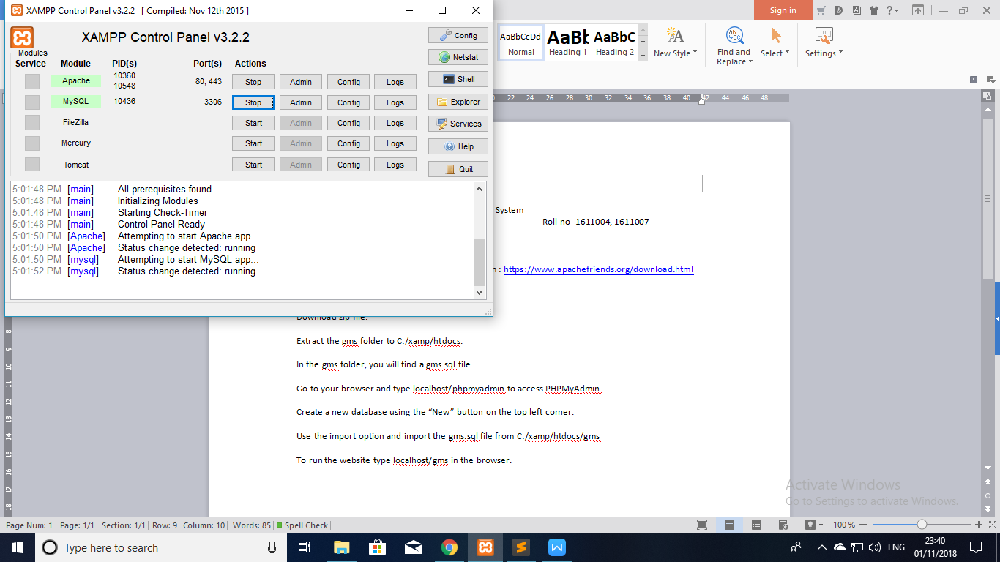 XAMPP Control Panel v3.2.2 [ Compiled: Nov 12th 2015 ]
XAMPP Control Panel v3.2.2
Config
Modules
Service Module PID(s) Port(s) Actions
Netstat
Apache 10360 10548 80, 443 Stop Admin Config Logs
Shell
MySQL 10436 3306 Stop Admin Config Logs
Explorer
FileZilla Start Admin Config Logs
Services
Mercury Start Admin Config Logs
Help
Tomcat Start Admin Config Logs
Quit
5:01:48 PM [main] All prerequisites found
5:01:48 PM [main] Initializing Modules
5:01:48 PM [main] Starting Check-Timer
5:01:48 PM [main] Control Panel Ready
5:01:50 PM [Apache] Attempting to start Apache app...
5:01:50 PM [Apache] Status change detected: running
5:01:50 PM [mysql] Attempting to start MySQL app...
5:01:52 PM [mysql] Status change detected: running
Sign in
AaBbCcDd AaBb AaBbC
Normal Heading 1 Heading 2
New Style
Find and Replace
Select
Settings
22 24 26 28 30 32 34 36 38 40 42 44 46 48
System
Roll no -1611004, 1611007
: https://www.apachefriends.org/download.html
Download zip file.
Extract the gms folder to C:/xamp/htdocs.
In the gms folder, you will find a gms.sql file.
Go to your browser and type localhost/phpmyadmin to access PHPMyAdmin
Create a new database using the “New” button on the top left corner.
Use the import option and import the gms.sql file from C:/xamp/htdocs/gms
To run the website type localhost/gms in the browser.
8
9
10
11
12
13
14
15
16
17
18
Activate Windows
Go to Settings to activate Windows.
Page Num: 1 Page: 1/1 Section: 1/1 Row: 9 Column: 10 Words: 85 Spell Check 100 %
Type here to search
ENG
23:40
01/11/2018